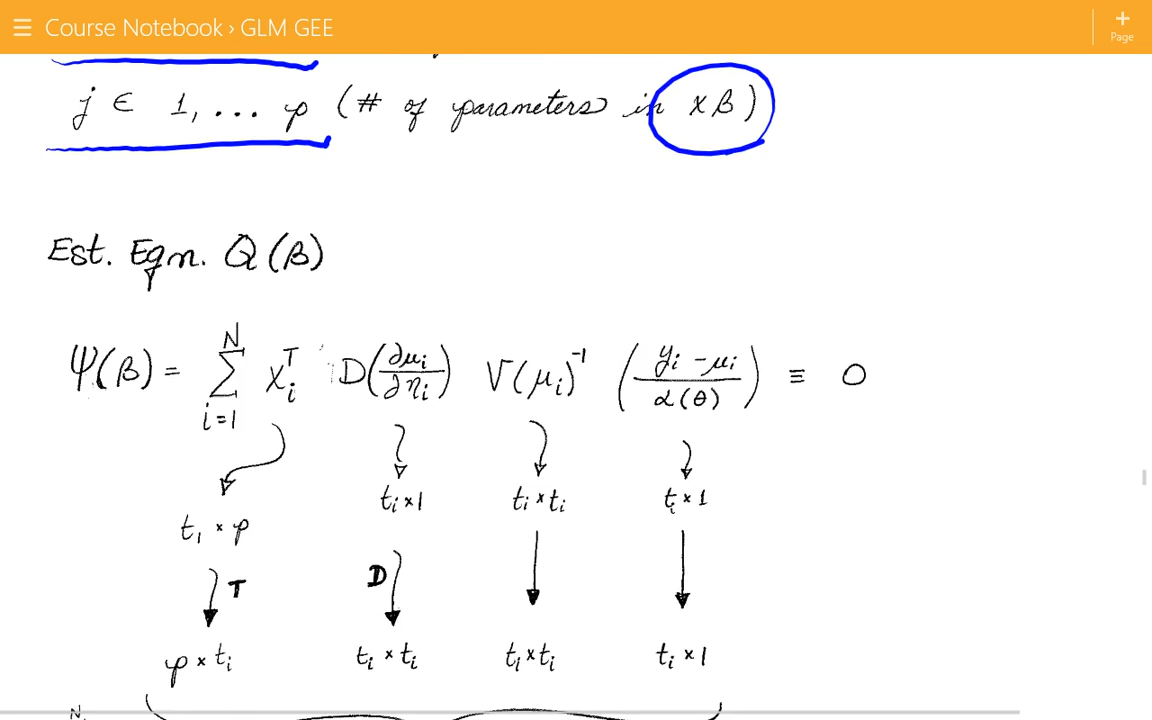 Course Notebook › GLM GEE
Page
j ∈ 1, ... p (# of parameters in xβ)
Est. Eqn. Q(β)
Ψ(β) = Σ_{i=1}^{N} X_i^T D(∂μ_i/∂η_i) V(μ_i)^{-1} ((y_i - μ_i)/α(θ)) ≡ 0
t_i × p t_i × 1 t_i × t_i t_i × 1
T D
p × t_i t_i × t_i t_i × t_i t_i × 1
N